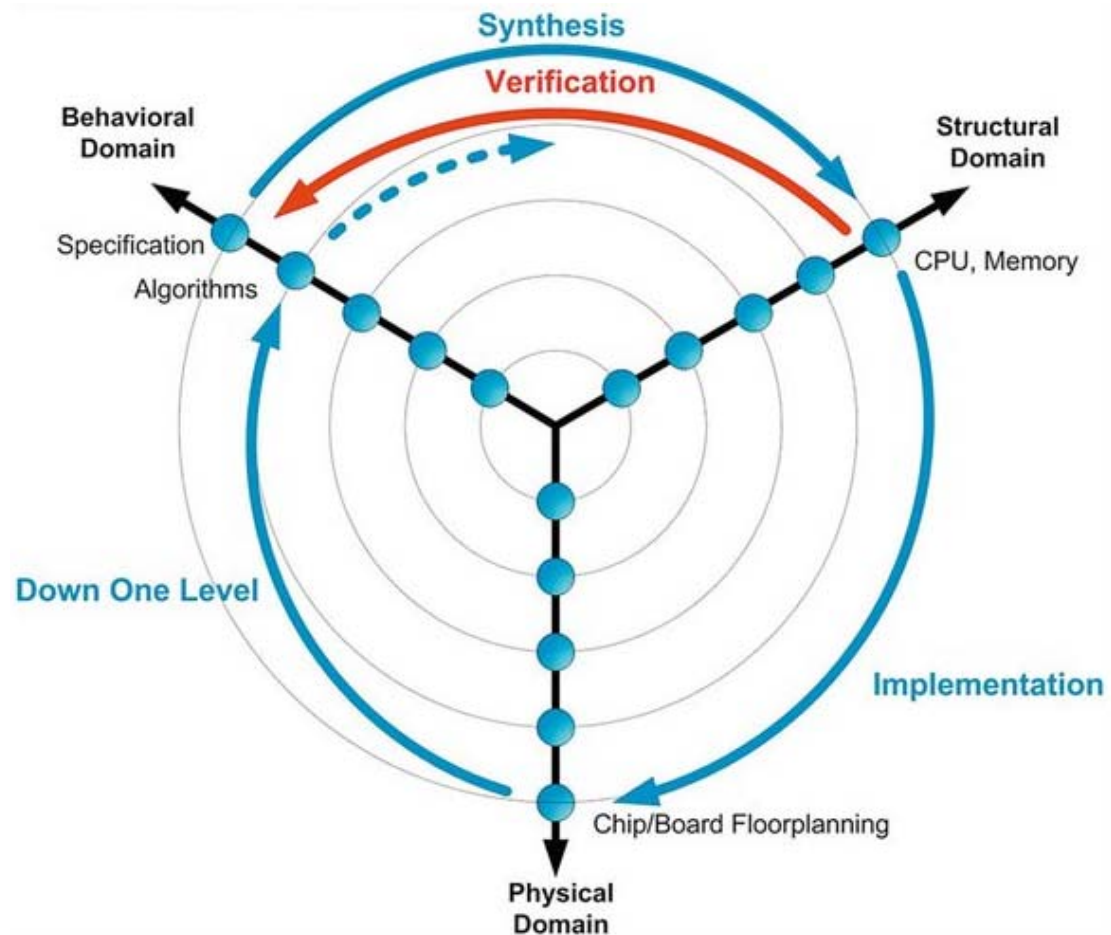 Synthesis
Verification
Behavioral
Domain
Structural
Domain
Specification
CPU, Memory
Algorithms
Down One Level
Implementation
Chip/Board Floorplanning
Physical
Domain